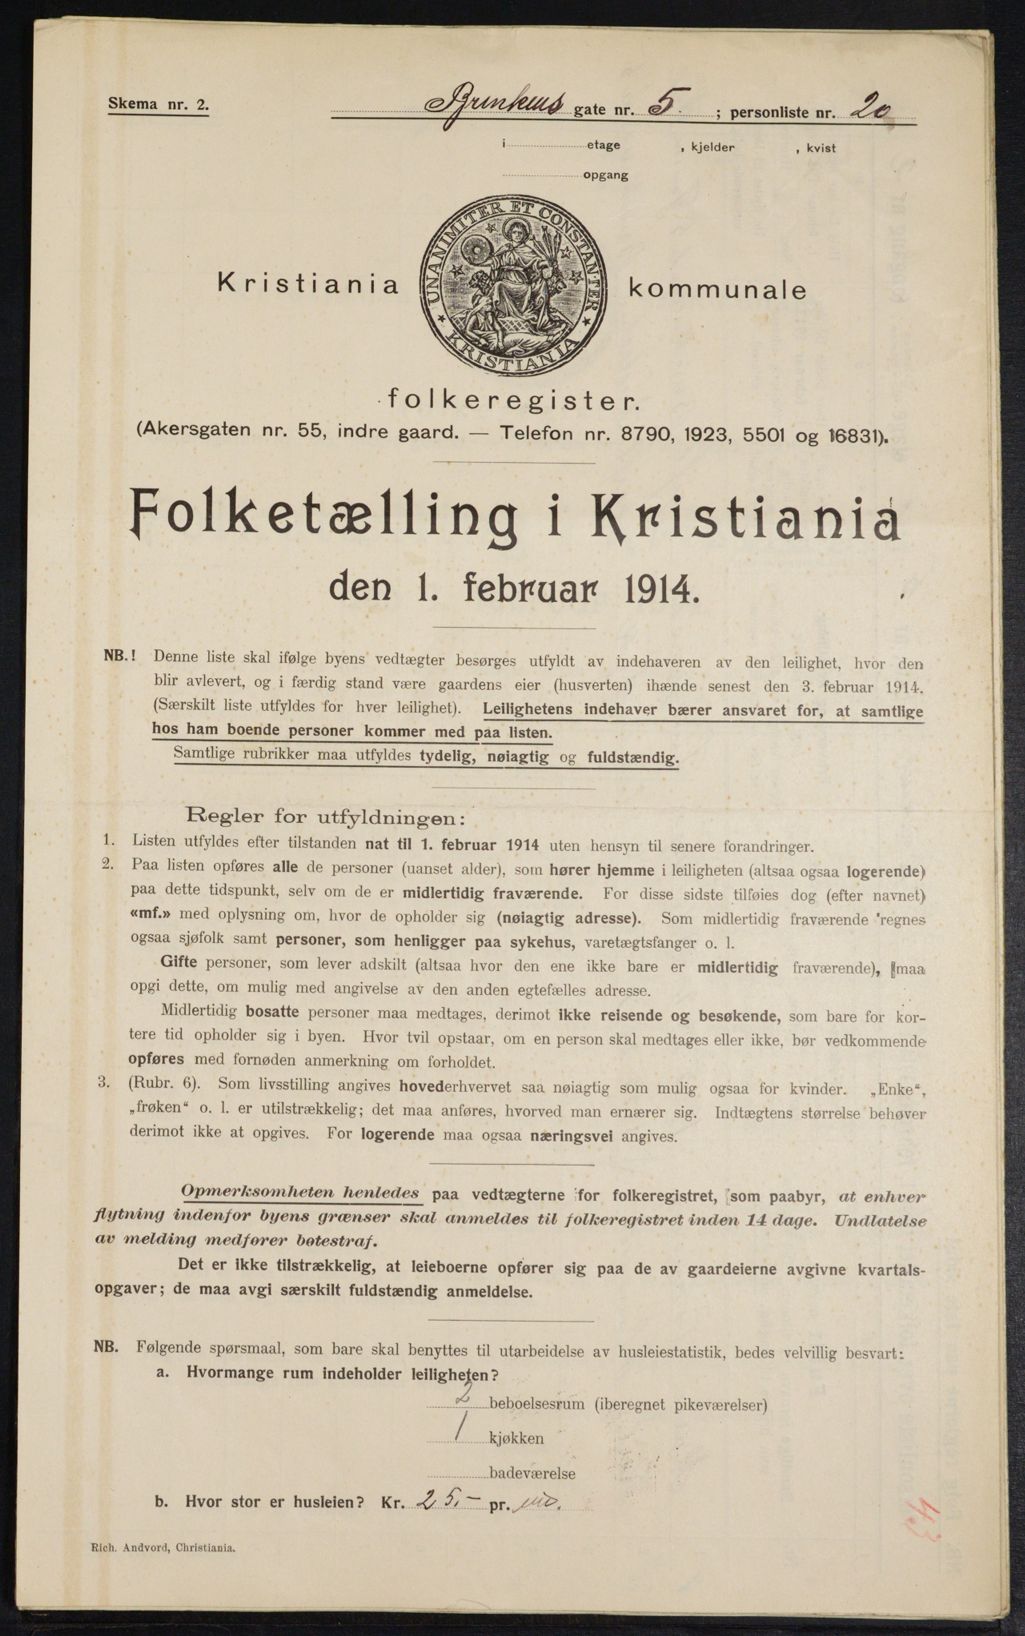 Skema nr. 2.
Brinkens gate nr. 5. ; personliste nr. 20
i etage , kjelder , kvist
opgang
UNANIMITER ET CONSTANTER
★ KRISTIANIA ★
Kristiania kommunale
folkeregister.
(Akersgaten nr. 55, indre gaard. — Telefon nr. 8790, 1923, 5501 og 16831).
Folketælling i Kristiania
den 1. februar 1914.
NB.! Denne liste skal ifølge byens vedtægter besørges utfyldt av indehaveren av den leilighet, hvor den
blir avlevert, og i færdig stand være gaardens eier (husverten) ihænde senest den 3. februar 1914.
(Særskilt liste utfyldes for hver leilighet). Leilighetens indehaver bærer ansvaret for, at samtlige
hos ham boende personer kommer med paa listen.
Samtlige rubrikker maa utfyldes tydelig, nøiagtig og fuldstændig.
Regler for utfyldningen:
1. Listen utfyldes efter tilstanden nat til 1. februar 1914 uten hensyn til senere forandringer.
2. Paa listen opføres alle de personer (uanset alder), som hører hjemme i leiligheten (altsaa ogsaa logerende)
paa dette tidspunkt, selv om de er midlertidig fraværende. For disse sidste tilføies dog (efter navnet)
«mf.» med oplysning om, hvor de opholder sig (nøiagtig adresse). Som midlertidig fraværende regnes
ogsaa sjøfolk samt personer, som henligger paa sykehus, varetægtsfanger o. l.
Gifte personer, som lever adskilt (altsaa hvor den ene ikke bare er midlertidig fraværende), maa
opgi dette, om mulig med angivelse av den anden egtefælles adresse.
Midlertidig bosatte personer maa medtages, derimot ikke reisende og besøkende, som bare for kor-
tere tid opholder sig i byen. Hvor tvil opstaar, om en person skal medtages eller ikke, bør vedkommende
opføres med fornøden anmerkning om forholdet.
3. (Rubr. 6). Som livsstilling angives hovederhvervet saa nøiagtig som mulig ogsaa for kvinder. „Enke“,
„frøken“ o. l. er utilstrækkelig; det maa anføres, hvorved man ernærer sig. Indtægtens størrelse behøver
derimot ikke at opgives. For logerende maa ogsaa næringsvei angives.
Opmerksomheten henledes paa vedtægterne for folkeregistret, som paabyr, at enhver
flytning indenfor byens grænser skal anmeldes til folkeregistret inden 14 dage. Undlatelse
av melding medfører bøtestraf.
Det er ikke tilstrækkelig, at leieboerne opfører sig paa de av gaardeierne avgivne kvartals-
opgaver; de maa avgi særskilt fuldstændig anmeldelse.
NB. Følgende spørsmaal, som bare skal benyttes til utarbeidelse av husleiestatistik, bedes velvillig besvart:
a. Hvormange rum indeholder leiligheten?
2 beboelsesrum (iberegnet pikeværelser)
1 kjøkken
badeværelse
b. Hvor stor er husleien? Kr. 25.- pr. mo.
Rich. Andvord, Christiania.